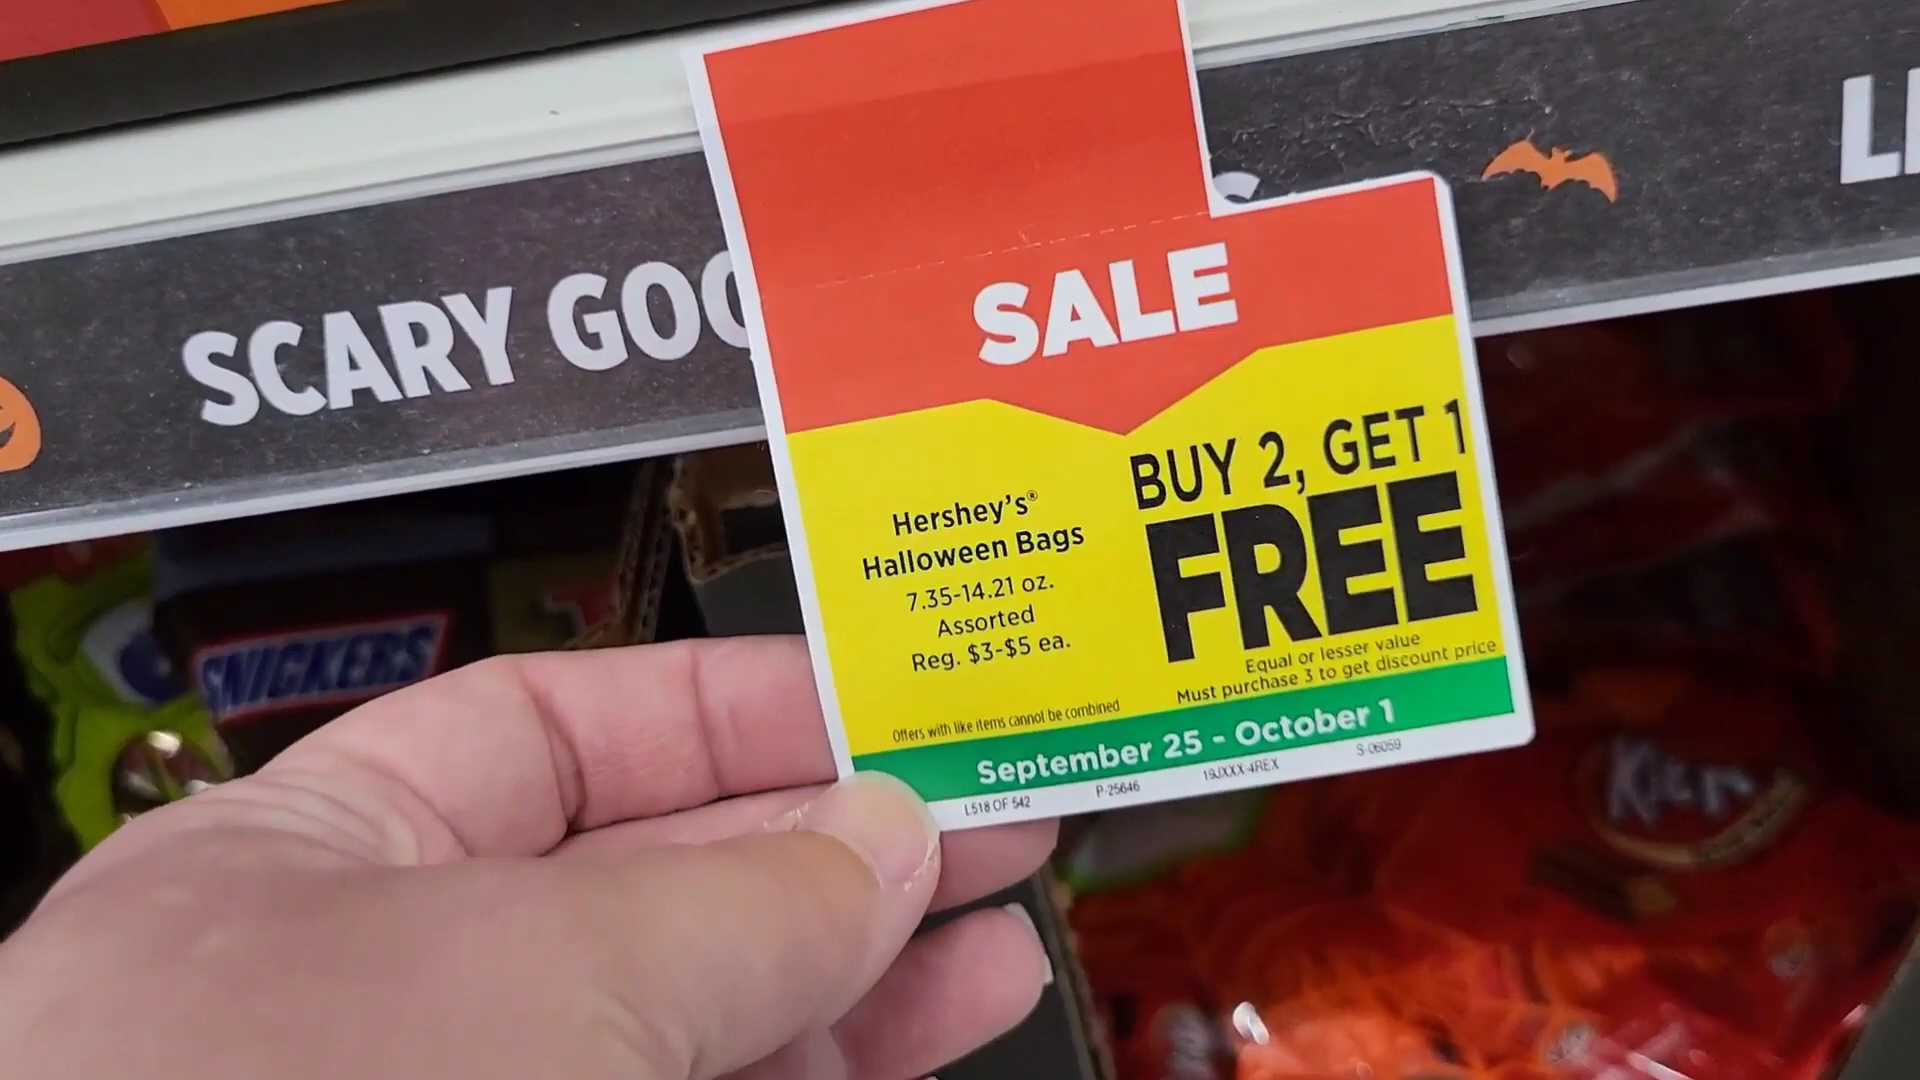 SCARY GOO
SALE
BUY 2, GET 1
FREE
Hershey's®
Halloween Bags
7.35-14.21 oz.
Assorted
Reg. $3-$5 ea.
Equal or lesser value
Must purchase 3 to get discount price
Offers with like items cannot be combined
September 25 - October 1
L518 OF 542 P-25646 19JXXX-4REX S-06059
SNICKERS
Kit Kat